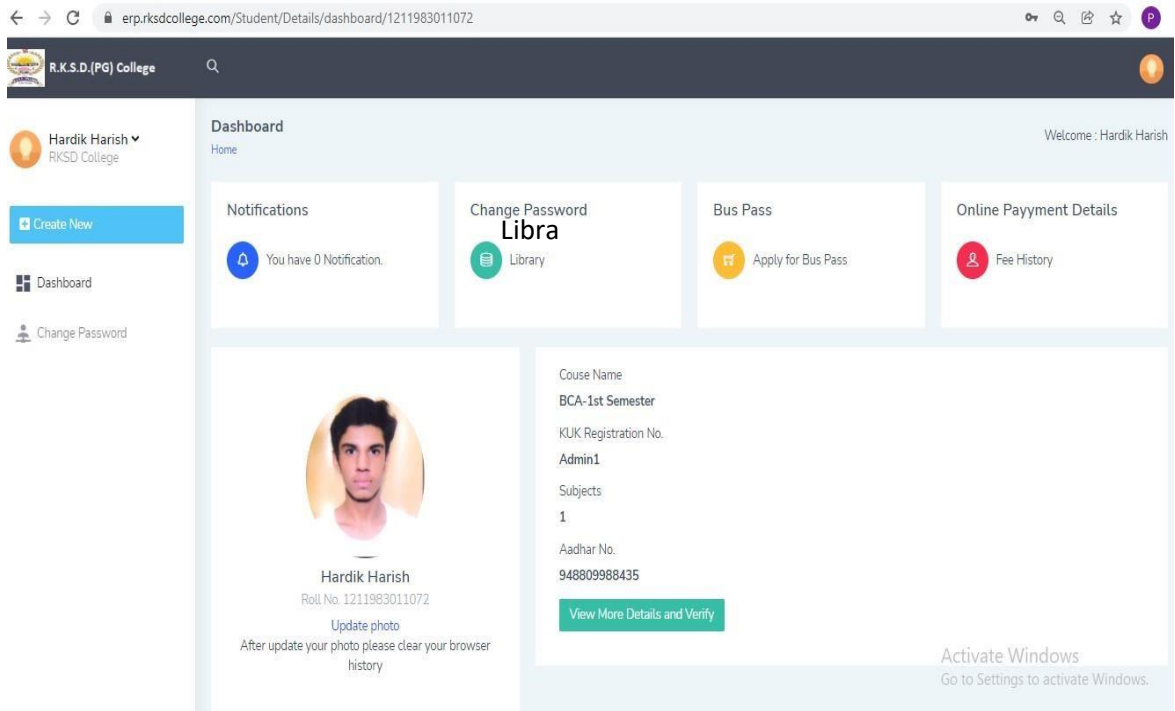 erp.rksdcollege.com/Student/Details/dashboard/1211983011072
P
R.K.S.D.(PG) College
Hardik Harish
RKSD College
Create New
Dashboard
Change Password
Dashboard
Home
Welcome : Hardik Harish
Notifications
You have 0 Notification.
Change Password
Libra
Library
Bus Pass
Apply for Bus Pass
Online Payyment Details
Fee History
Hardik Harish
Roll No. 1211983011072
Update photo
After update your photo please clear your browser
history
Couse Name
BCA-1st Semester
KUK Registration No.
Admin1
Subjects
1
Aadhar No.
948809988435
View More Details and Verify
Activate Windows
Go to Settings to activate Windows.